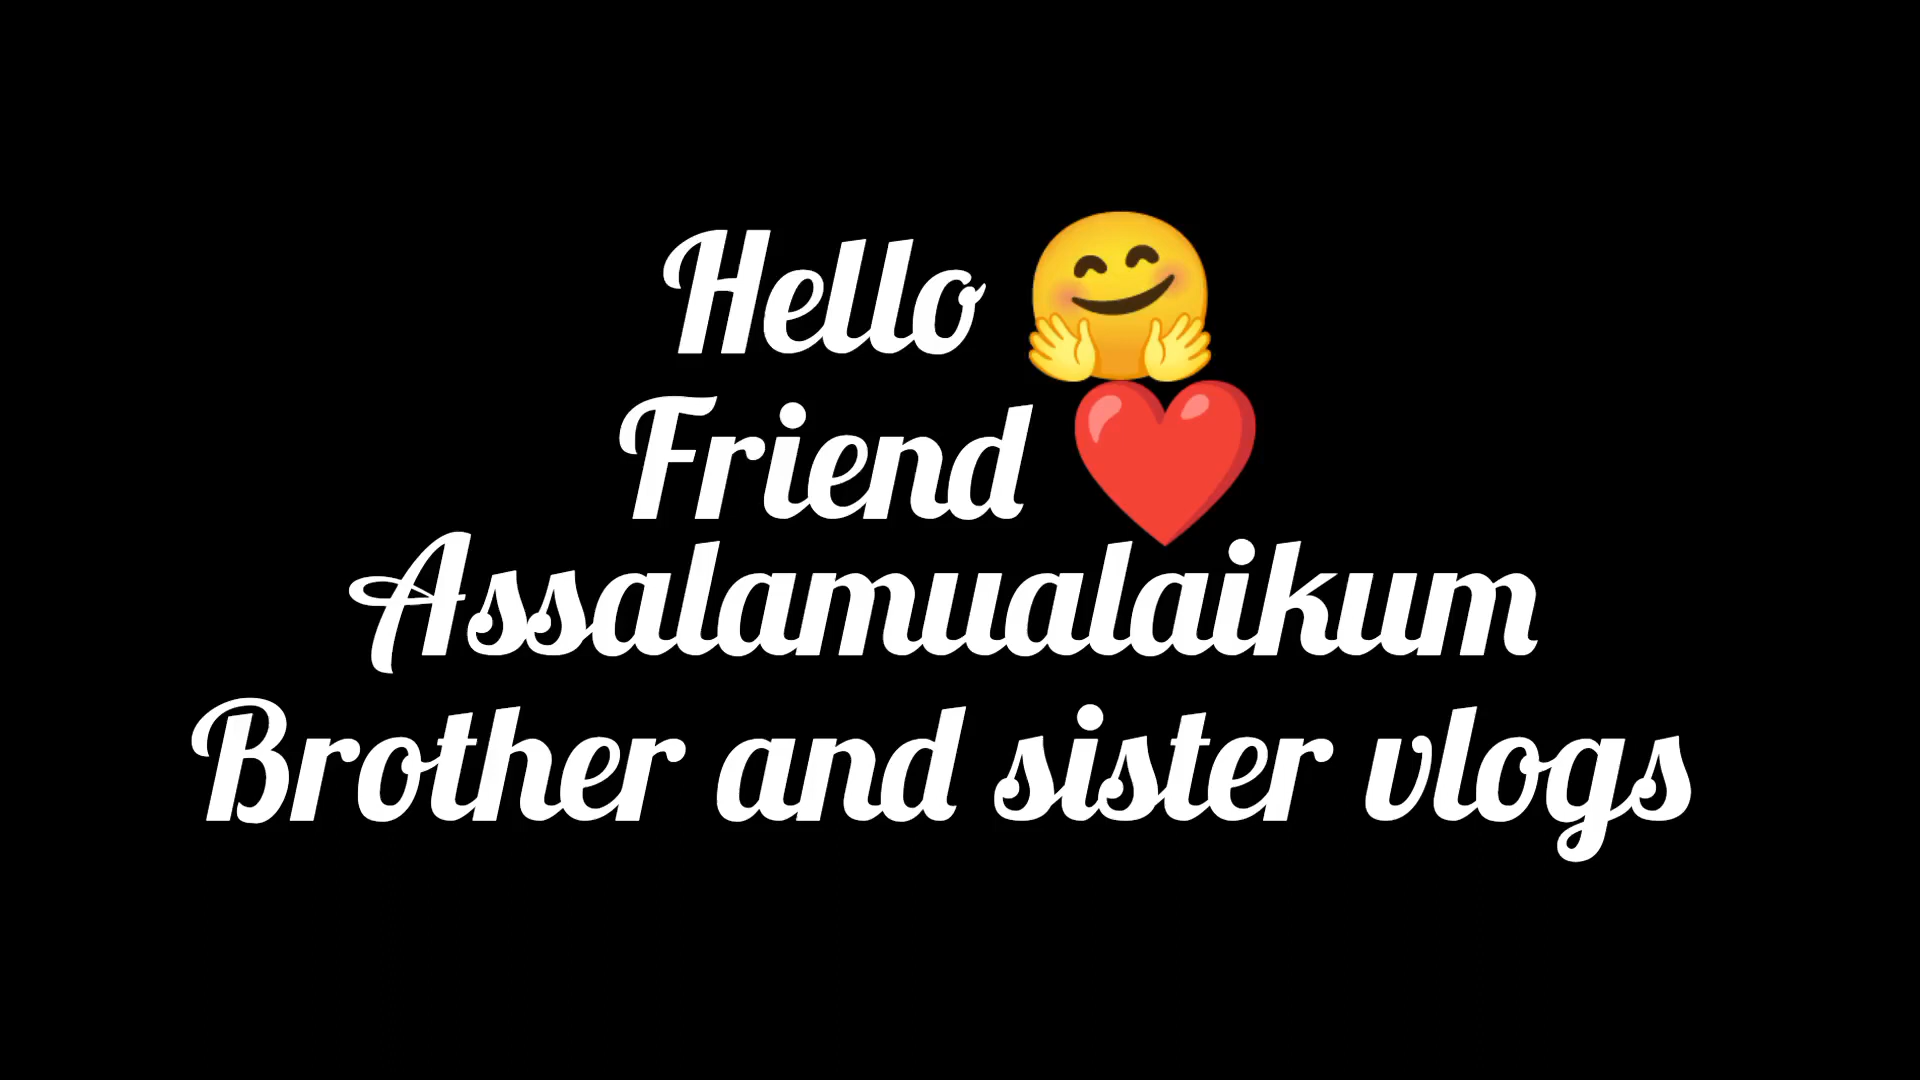 Hello 🤗
Friend ❤️
Assalamualaikum
Brother and sister vlogs